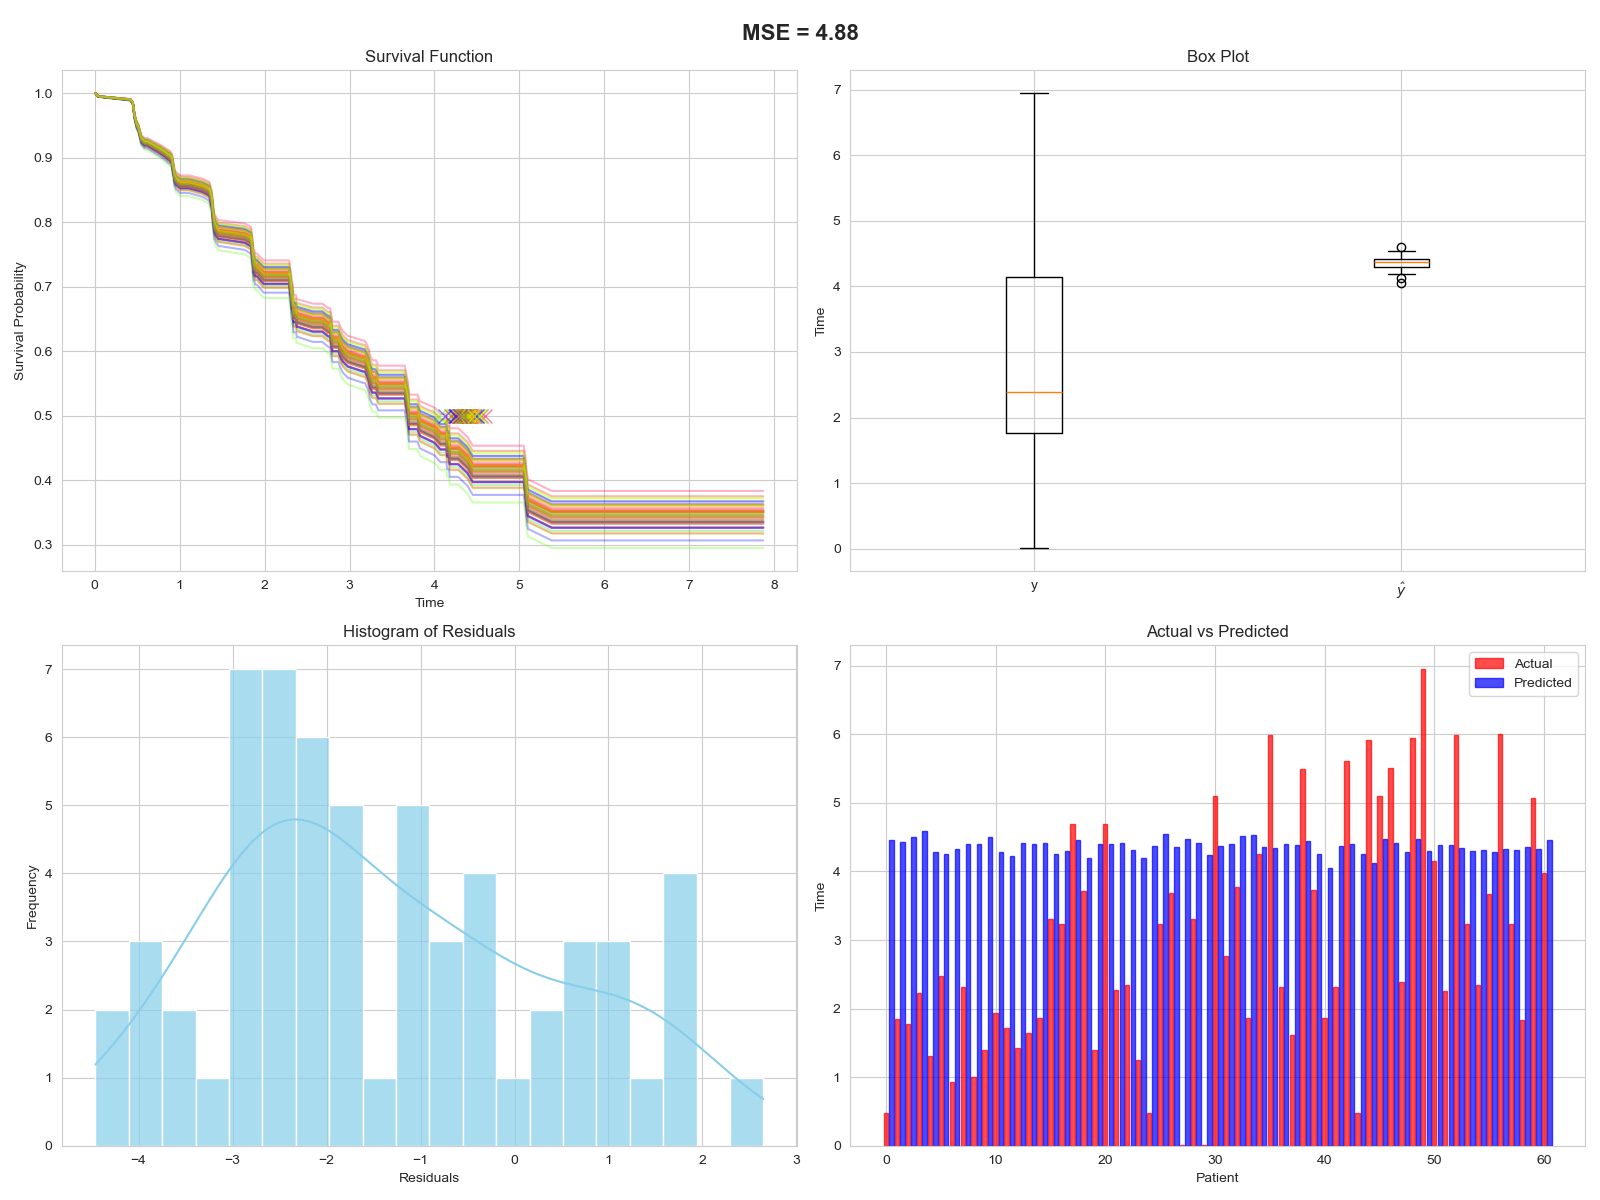 MSE = 4.88
Survival Function
Survival Probability
1.0
0.9
0.8
0.7
0.6
0.5
0.4
0.3
0 1 2 3 4 5 6 7 8
Time
Box Plot
Time
7
6
5
4
3
2
1
0
y ŷ
Histogram of Residuals
Frequency
7
6
5
4
3
2
1
0
−4 −3 −2 −1 0 1 2 3
Residuals
Actual vs Predicted
Actual
Predicted
Time
7
6
5
4
3
2
1
0
0 10 20 30 40 50 60
Patient